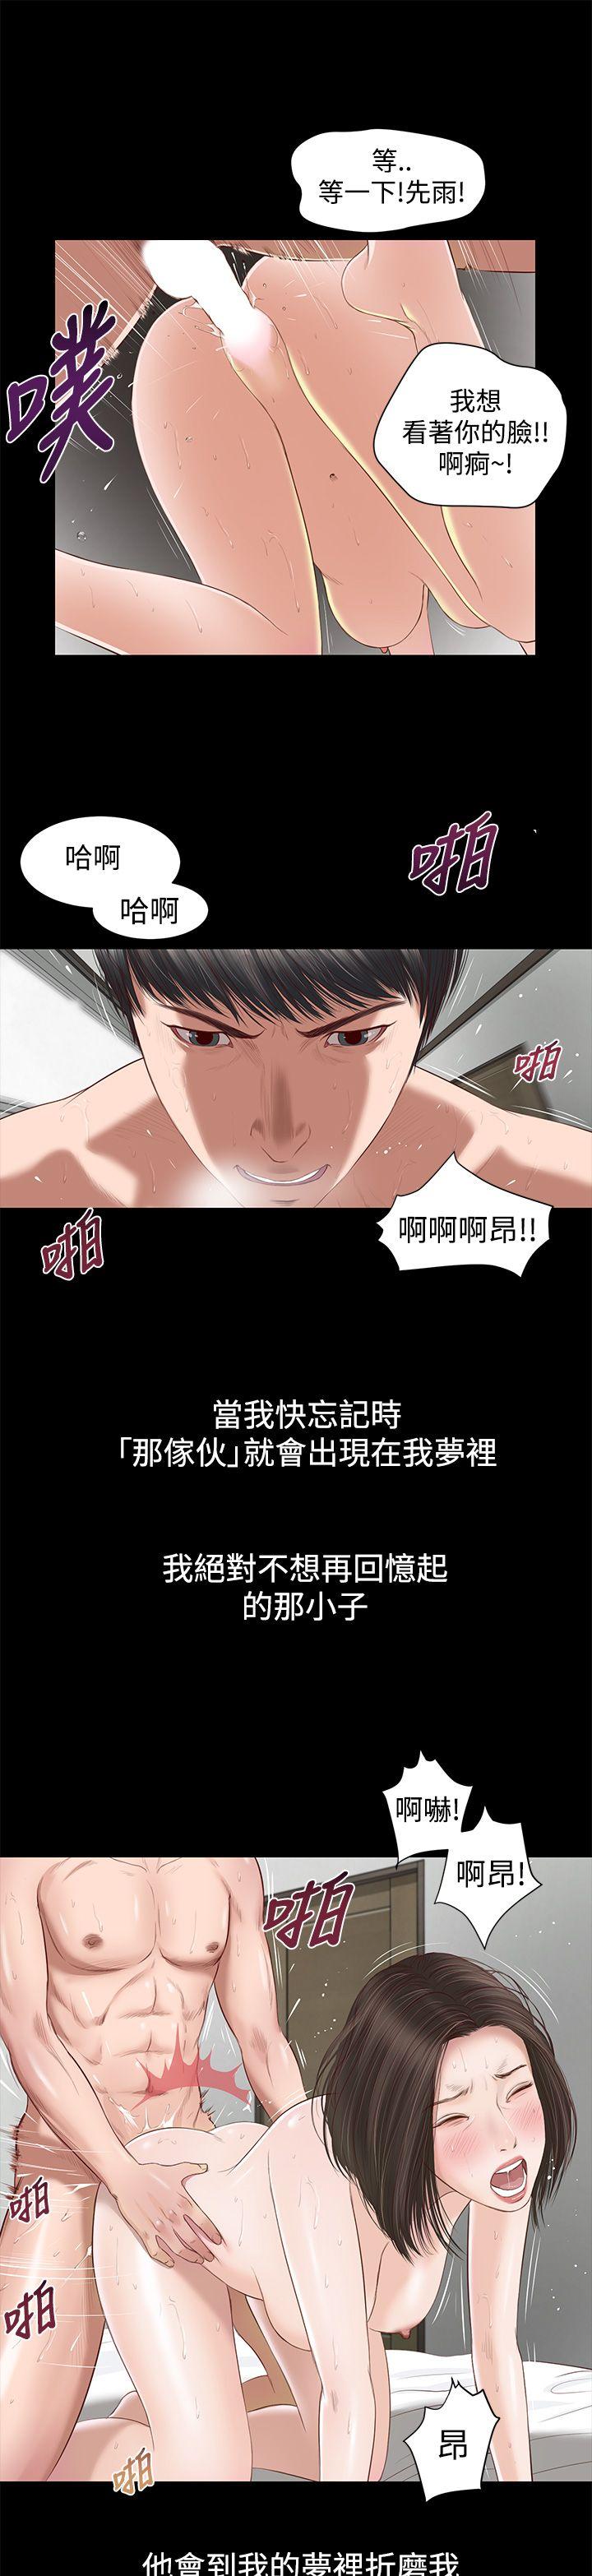 等..
等一下!先雨!
噗
我想
看著你的臉!!
啊痾~!
啪
哈啊
哈啊
啪
啊啊啊昂!!
啪
當我快忘記時
「那傢伙」就會出現在我夢裡
我絕對不想再回憶起
的那小子
啊嚇!
啊昂!
啪
啪
啪
昂
啪
他會到我的夢裡折磨我